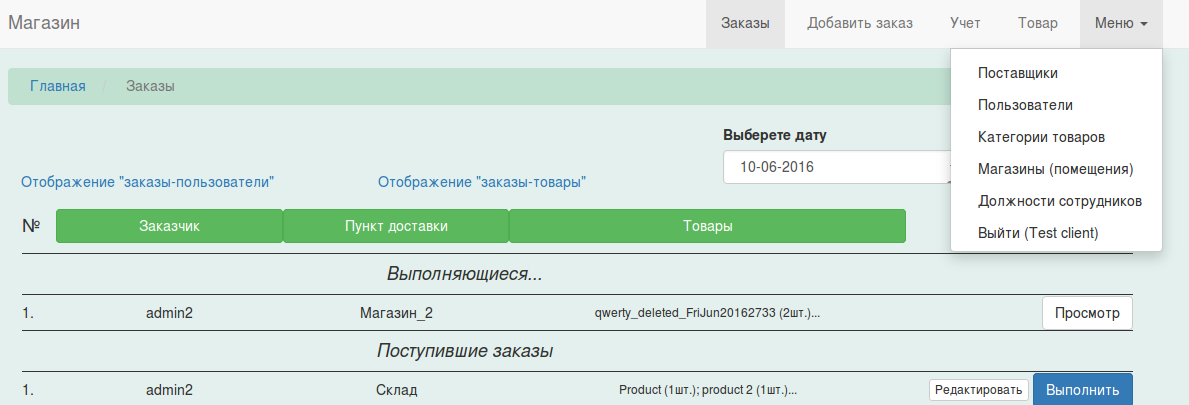 Магазин Заказы Добавить заказ Учет Товар Меню
Поставщики
Пользователи
Категории товаров
Магазины (помещения)
Должности сотрудников
Выйти (Test client)
Главная / Заказы
Выберете дату
10-06-2016
Отображение "заказы-пользователи" Отображение "заказы-товары"
№ Заказчик Пункт доставки Товары
Выполняющиеся...
1. admin2 Магазин_2 qwerty_deleted_FriJun20162733 (2шт.)... Просмотр
Поступившие заказы
1. admin2 Склад Product (1шт.); product 2 (1шт.)... Редактировать Выполнить